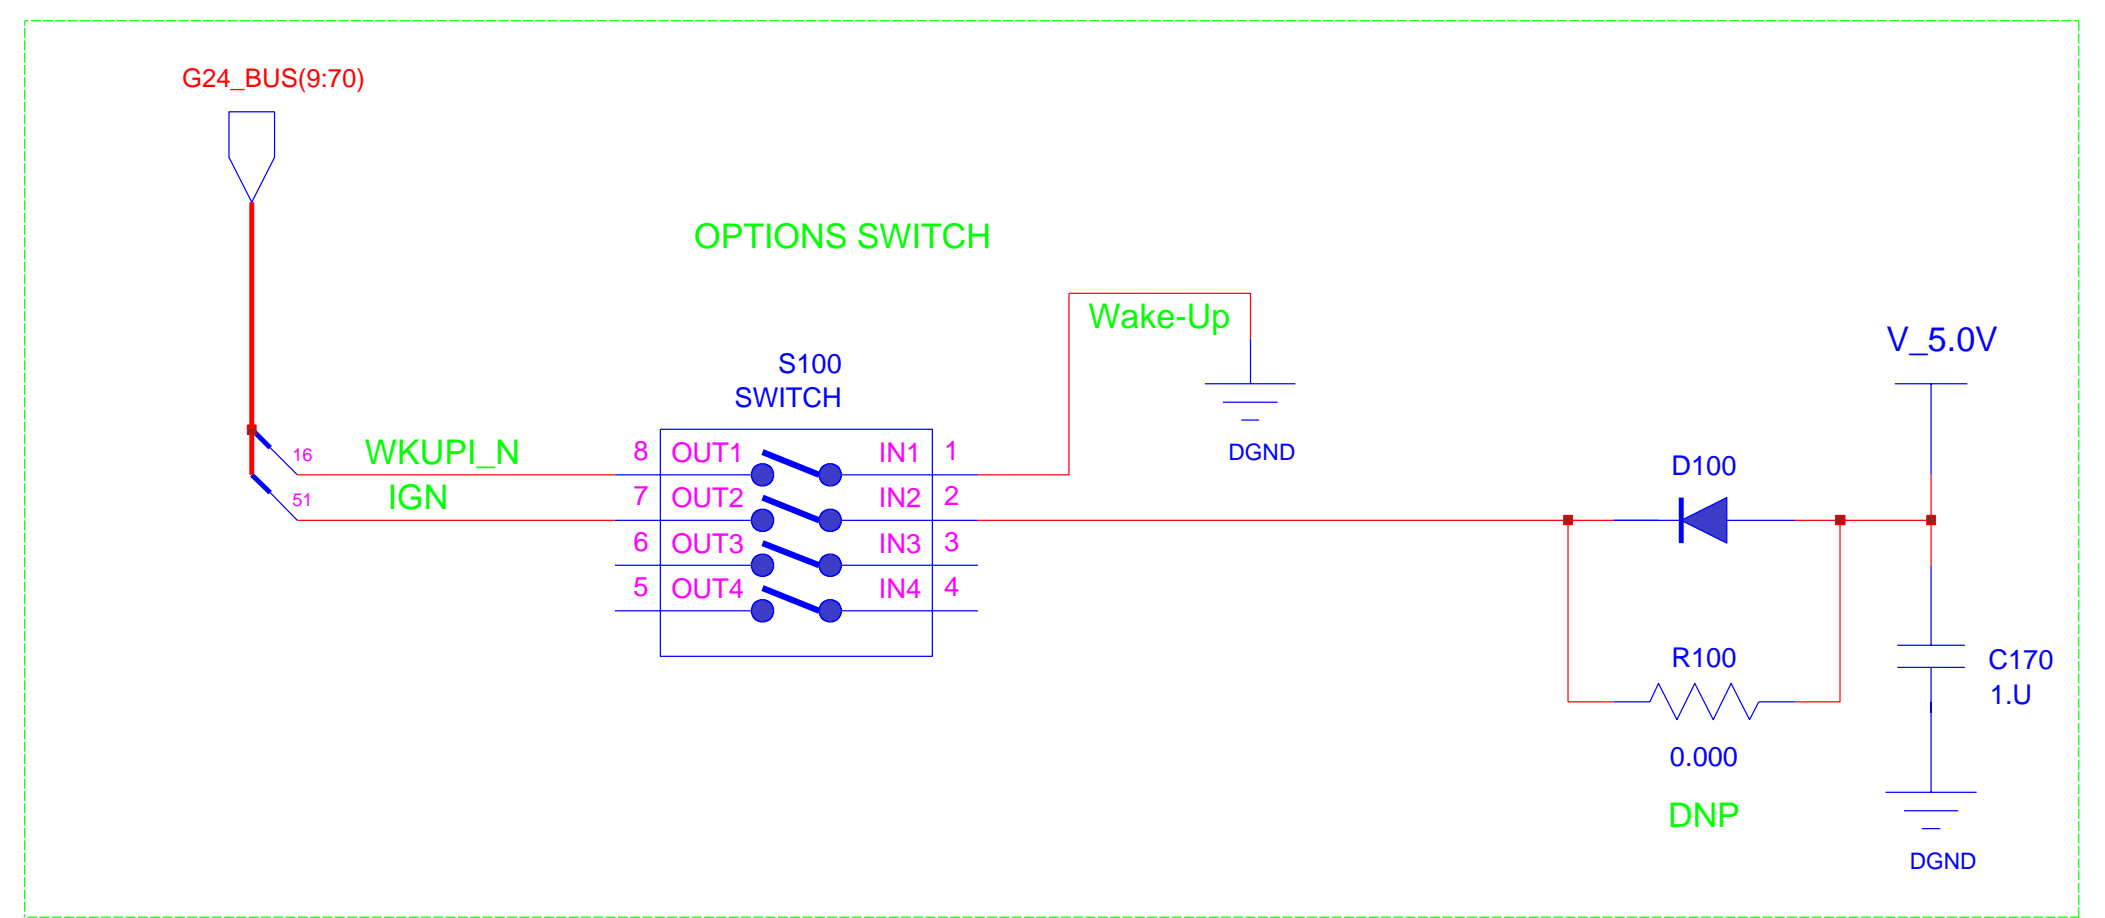 G24_BUS(9:70)
OPTIONS SWITCH
Wake-Up
V_5.0V
S100
SWITCH
DGND
16 WKUPI_N 8 OUT1 IN1 1
51 IGN 7 OUT2 IN2 2
6 OUT3 IN3 3
5 OUT4 IN4 4
D100
R100
0.000
DNP
C170
1.U
DGND